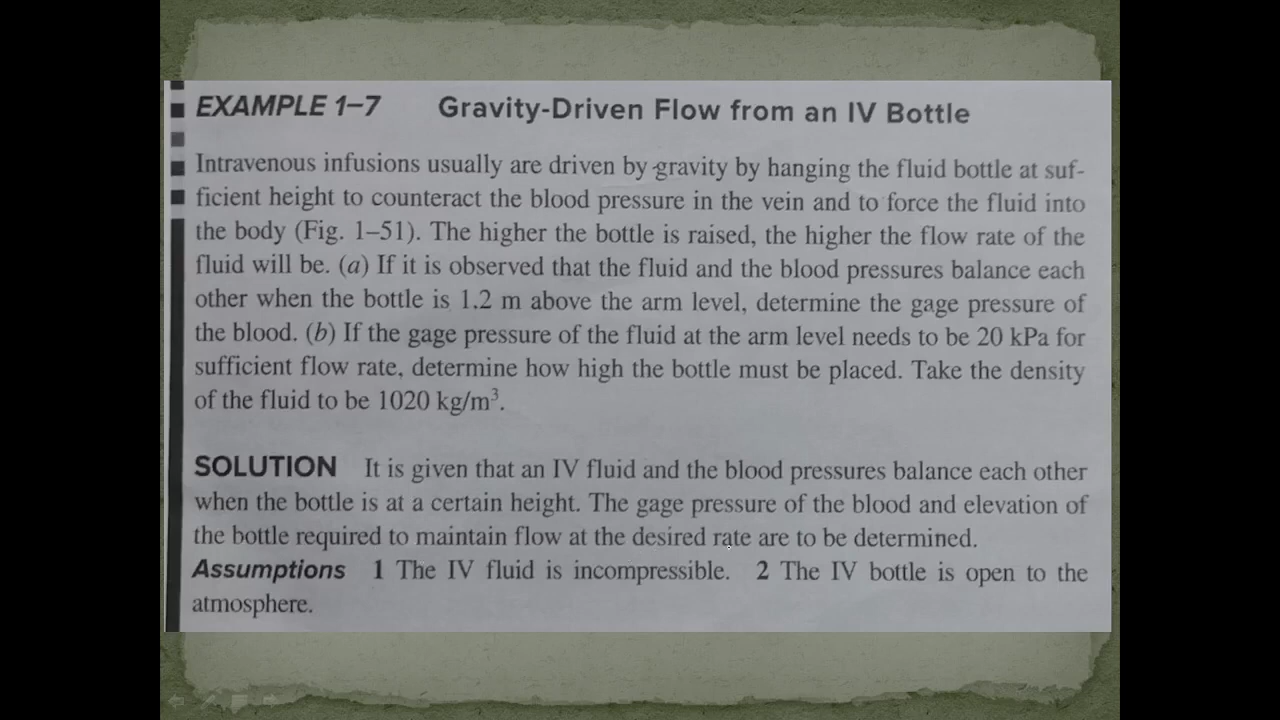 EXAMPLE 1–7 Gravity-Driven Flow from an IV Bottle
Intravenous infusions usually are driven by gravity by hanging the fluid bottle at suf-
ficient height to counteract the blood pressure in the vein and to force the fluid into
the body (Fig. 1–51). The higher the bottle is raised, the higher the flow rate of the
fluid will be. (a) If it is observed that the fluid and the blood pressures balance each
other when the bottle is 1.2 m above the arm level, determine the gage pressure of
the blood. (b) If the gage pressure of the fluid at the arm level needs to be 20 kPa for
sufficient flow rate, determine how high the bottle must be placed. Take the density
of the fluid to be 1020 kg/m³.
SOLUTION It is given that an IV fluid and the blood pressures balance each other
when the bottle is at a certain height. The gage pressure of the blood and elevation of
the bottle required to maintain flow at the desired rate are to be determined.
Assumptions 1 The IV fluid is incompressible. 2 The IV bottle is open to the
atmosphere.